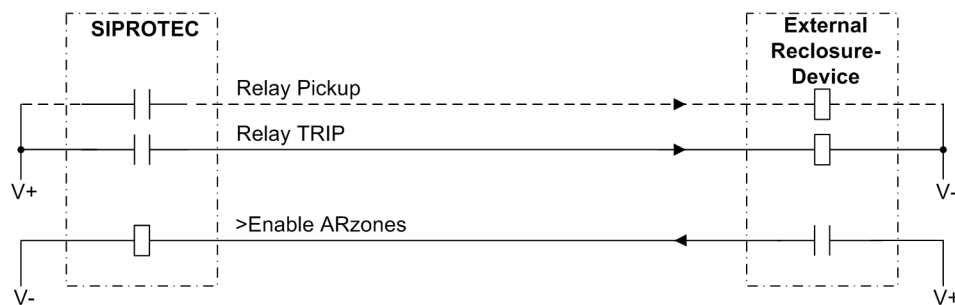 SIPROTEC
External
Reclosure-
Device
Relay Pickup
Relay TRIP
V+
V-
>Enable ARzones
V-
V+